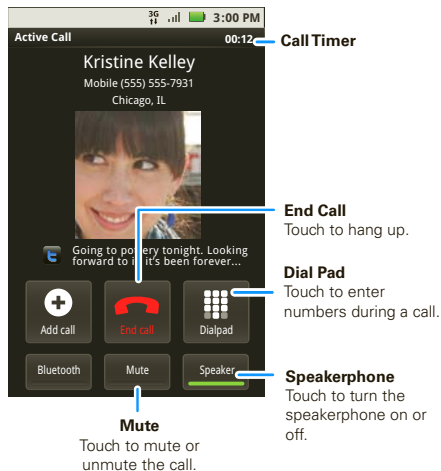 3G 3:00 PM
Active Call 00:12
Call Timer
Kristine Kelley
Mobile (555) 555-7931
Chicago, IL
Going to pottery tonight. Looking
forward to it, it's been forever...
End Call
Touch to hang up.
Dial Pad
Touch to enter
numbers during a call.
Add call
End call
Dialpad
Bluetooth
Mute
Speaker
Speakerphone
Touch to turn the
speakerphone on or
off.
Mute
Touch to mute or
unmute the call.